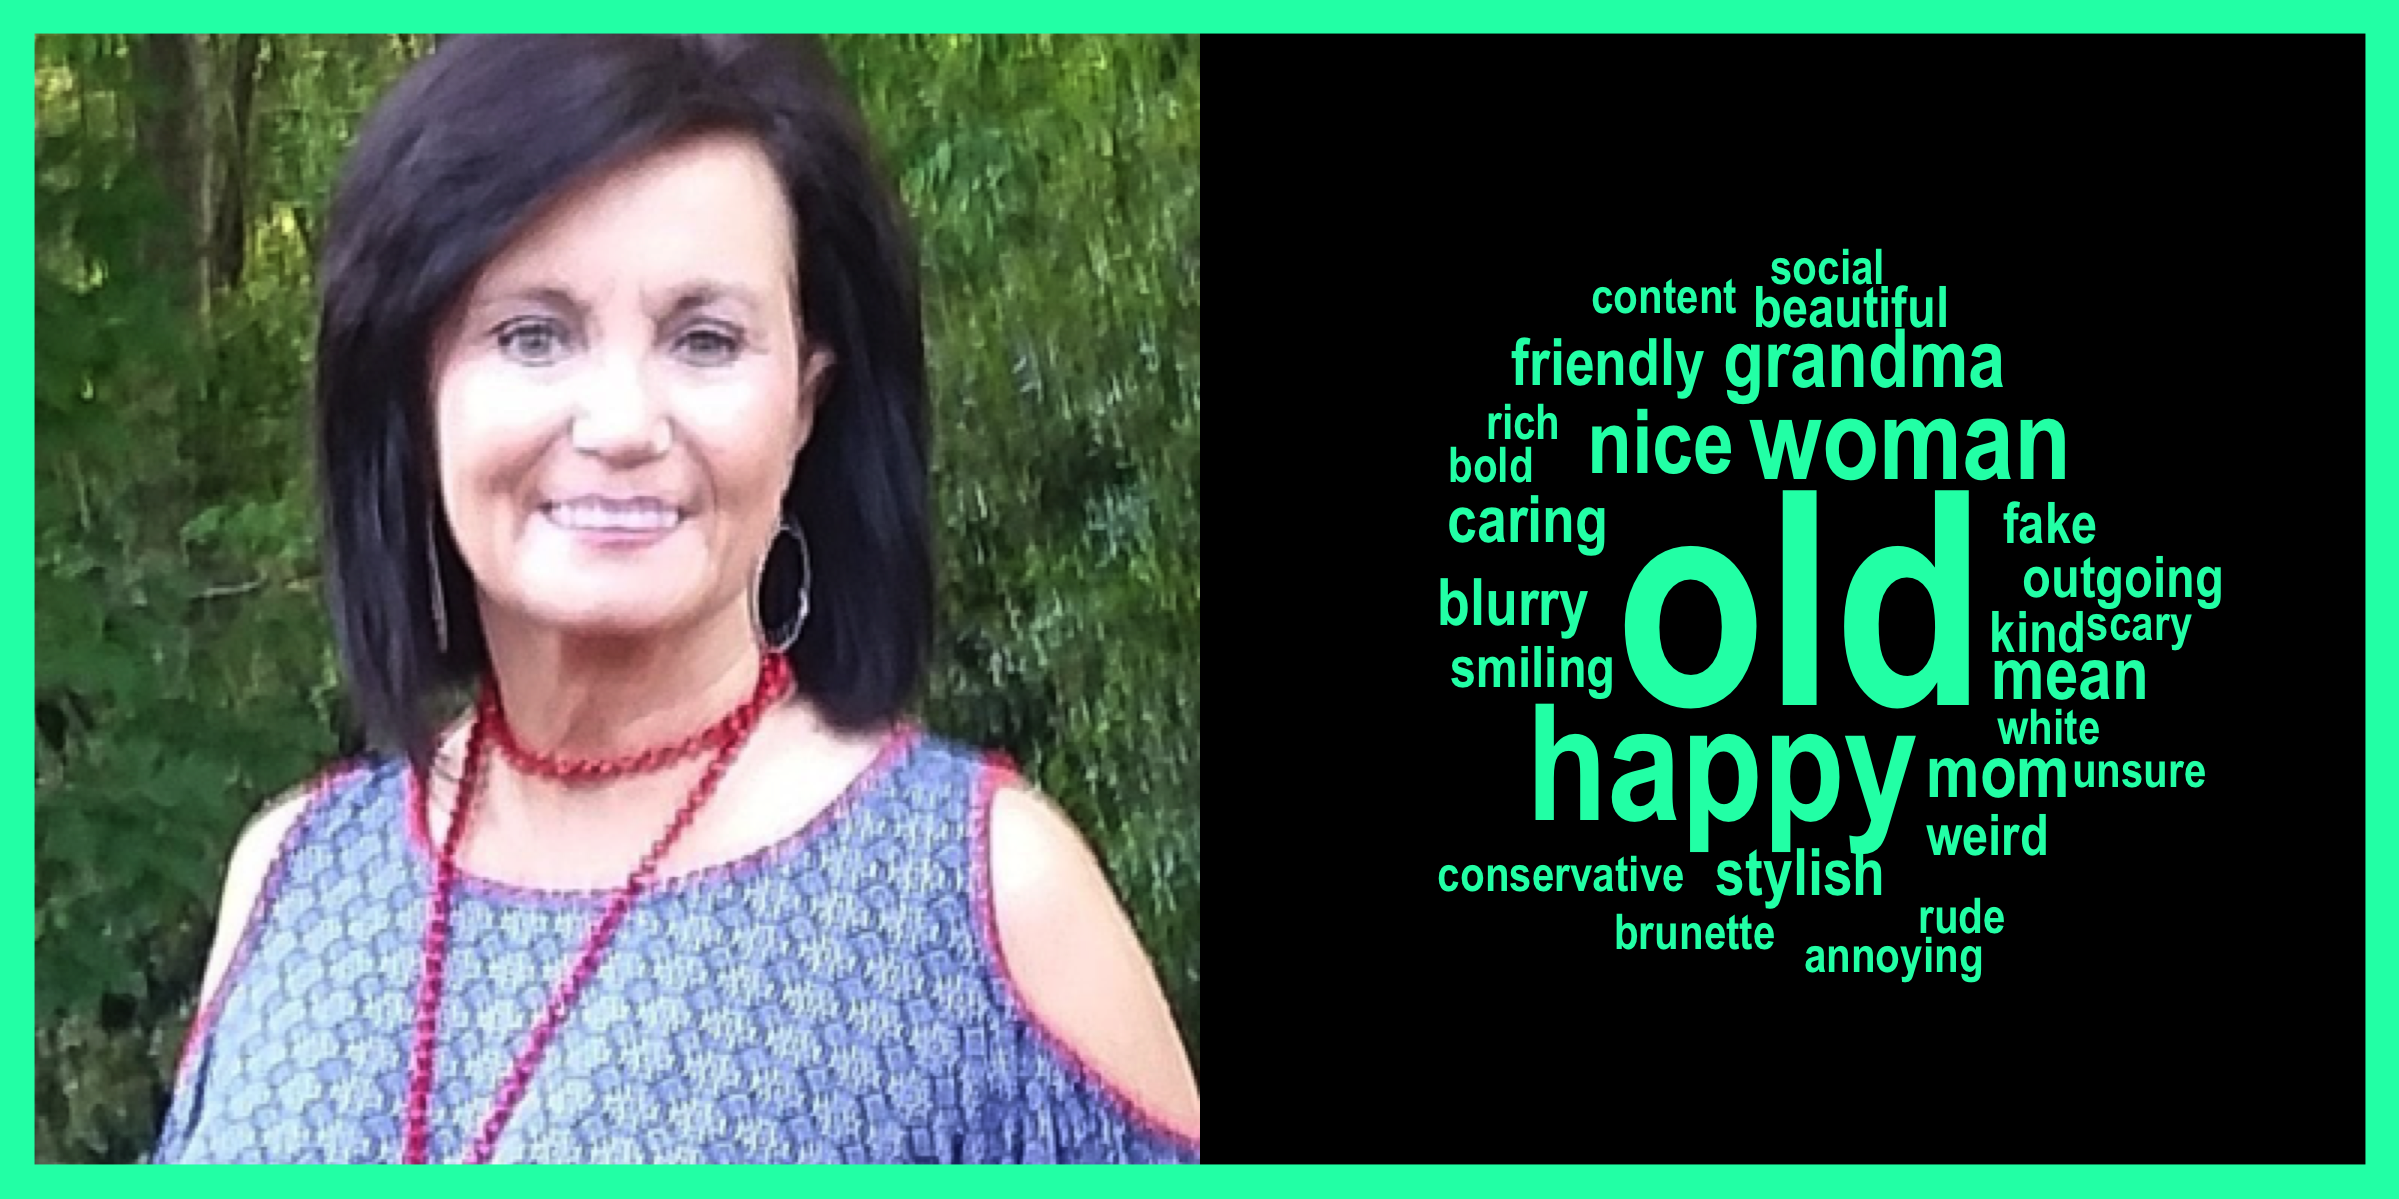 social
content beautiful
friendly grandma
rich nice woman
bold
caring old fake
outgoing
blurry kind scary
smiling mean
white
happy mom unsure
weird
conservative stylish
brunette rude
annoying